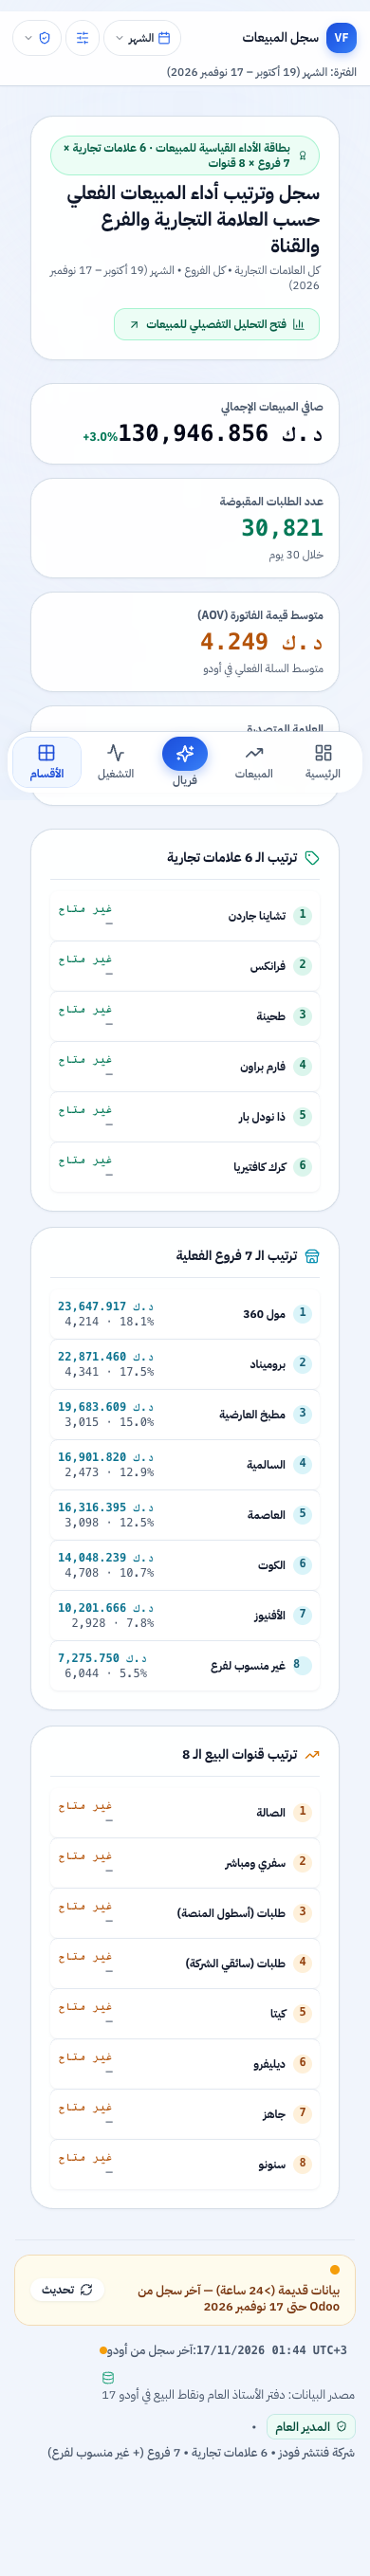 VF سجل المبيعات
الشهر
الفترة: الشهر (19 أكتوبر – 17 نوفمبر 2026)
بطاقة الأداء القياسية للمبيعات · 6 علامات تجارية ×
7 فروع × 8 قنوات
سجل وترتيب أداء المبيعات الفعلي
حسب العلامة التجارية والفرع
والقناة
كل العلامات التجارية • كل الفروع • الشهر (19 أكتوبر – 17 نوفمبر
2026)
فتح التحليل التفصيلي للمبيعات
صافي المبيعات الإجمالي
د.ك 130,946.856 +3.0%
عدد الطلبات المقبوضة
30,821
خلال 30 يوم
متوسط قيمة الفاتورة (AOV)
د.ك 4.249
متوسط السلة الفعلي في أودو
العلامة المتصدرة
الرئيسية
المبيعات
فريال
التشغيل
الأقسام
ترتيب الـ 6 علامات تجارية
1 تشاينا جاردن غير متاح
—
2 فرانكس غير متاح
—
3 طحينة غير متاح
—
4 فارم براون غير متاح
—
5 ذا نودل بار غير متاح
—
6 كرك كافتيريا غير متاح
—
ترتيب الـ 7 فروع الفعلية
1 مول 360 د.ك 23,647.917
4,214 · 18.1%
2 بروميناد د.ك 22,871.460
4,341 · 17.5%
3 مطبخ العارضية د.ك 19,683.609
3,015 · 15.0%
4 السالمية د.ك 16,901.820
2,473 · 12.9%
5 العاصمة د.ك 16,316.395
3,098 · 12.5%
6 الكوت د.ك 14,048.239
4,708 · 10.7%
7 الأفنيوز د.ك 10,201.666
2,928 · 7.8%
8 غير منسوب لفرع د.ك 7,275.750
6,044 · 5.5%
ترتيب قنوات البيع الـ 8
1 الصالة غير متاح
—
2 سفري ومباشر غير متاح
—
3 طلبات (أسطول المنصة) غير متاح
—
4 طلبات (سائقي الشركة) غير متاح
—
5 كيتا غير متاح
—
6 ديليفرو غير متاح
—
7 جاهز غير متاح
—
8 سنونو غير متاح
—
بيانات قديمة (>24 ساعة) — آخر سجل من
Odoo حتى 17 نوفمبر 2026
تحديث
آخر سجل من أودو: 17/11/2026 01:44 UTC+3
مصدر البيانات: دفتر الأستاذ العام ونقاط البيع في أودو 17
المدير العام •
شركة فنتشر فودز • 6 علامات تجارية • 7 فروع (+ غير منسوب لفرع)